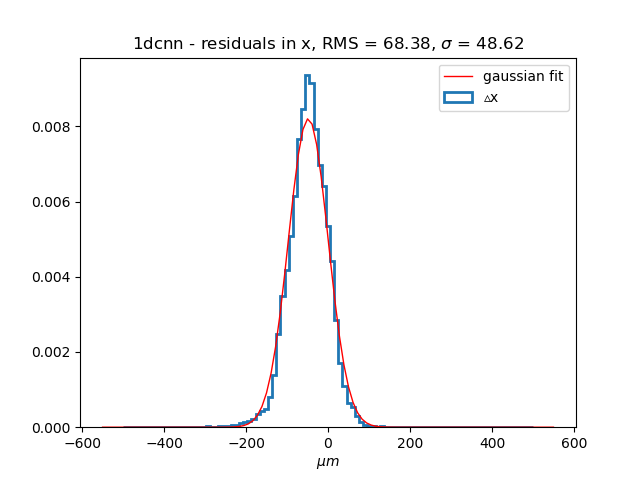 1dcnn - residuals in x, RMS = 68.38, σ = 48.62
gaussian fit
△x
0.008
0.006
0.004
0.002
0.000
−600 −400 −200 0 200 400 600
μm